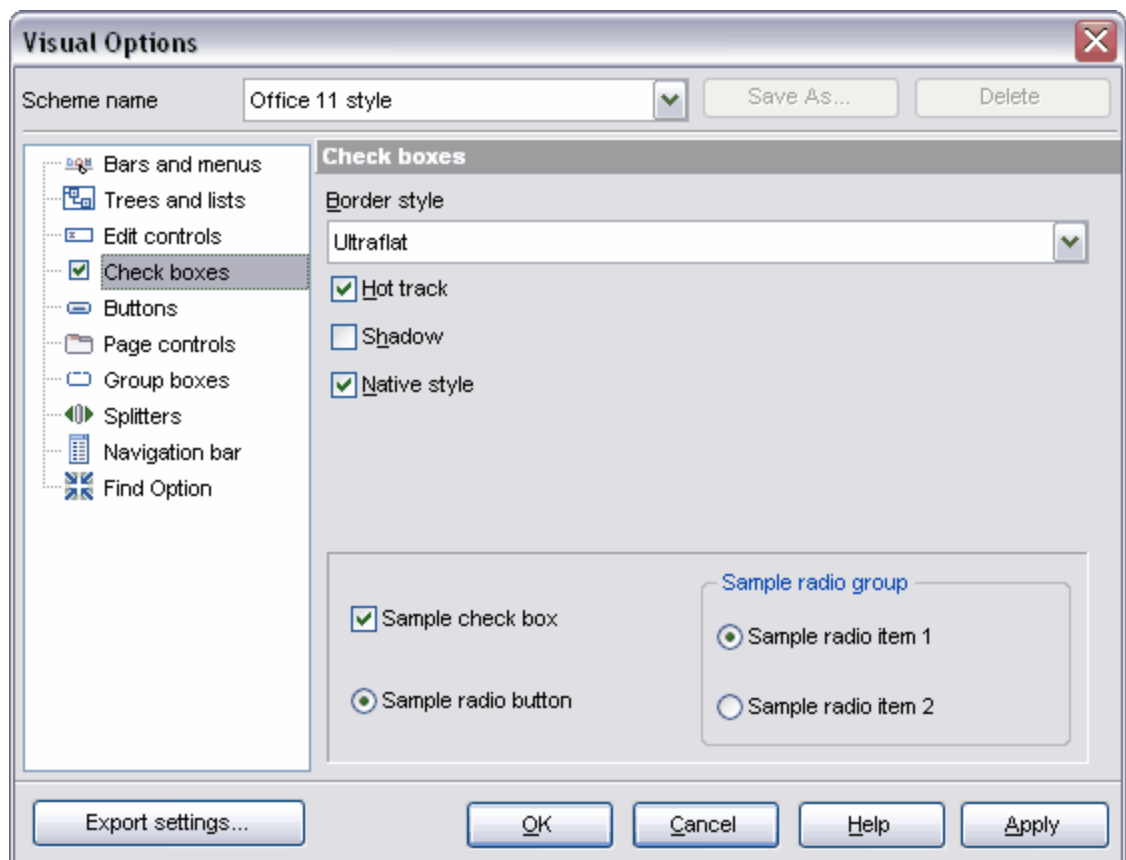 Visual Options
Scheme name
Office 11 style
Save As...
Delete
Bars and menus
Trees and lists
Edit controls
Check boxes
Buttons
Page controls
Group boxes
Splitters
Navigation bar
Find Option
Check boxes
Border style
Ultraflat
Hot track
Shadow
Native style
Sample check box
Sample radio button
Sample radio group
Sample radio item 1
Sample radio item 2
Export settings...
OK
Cancel
Help
Apply